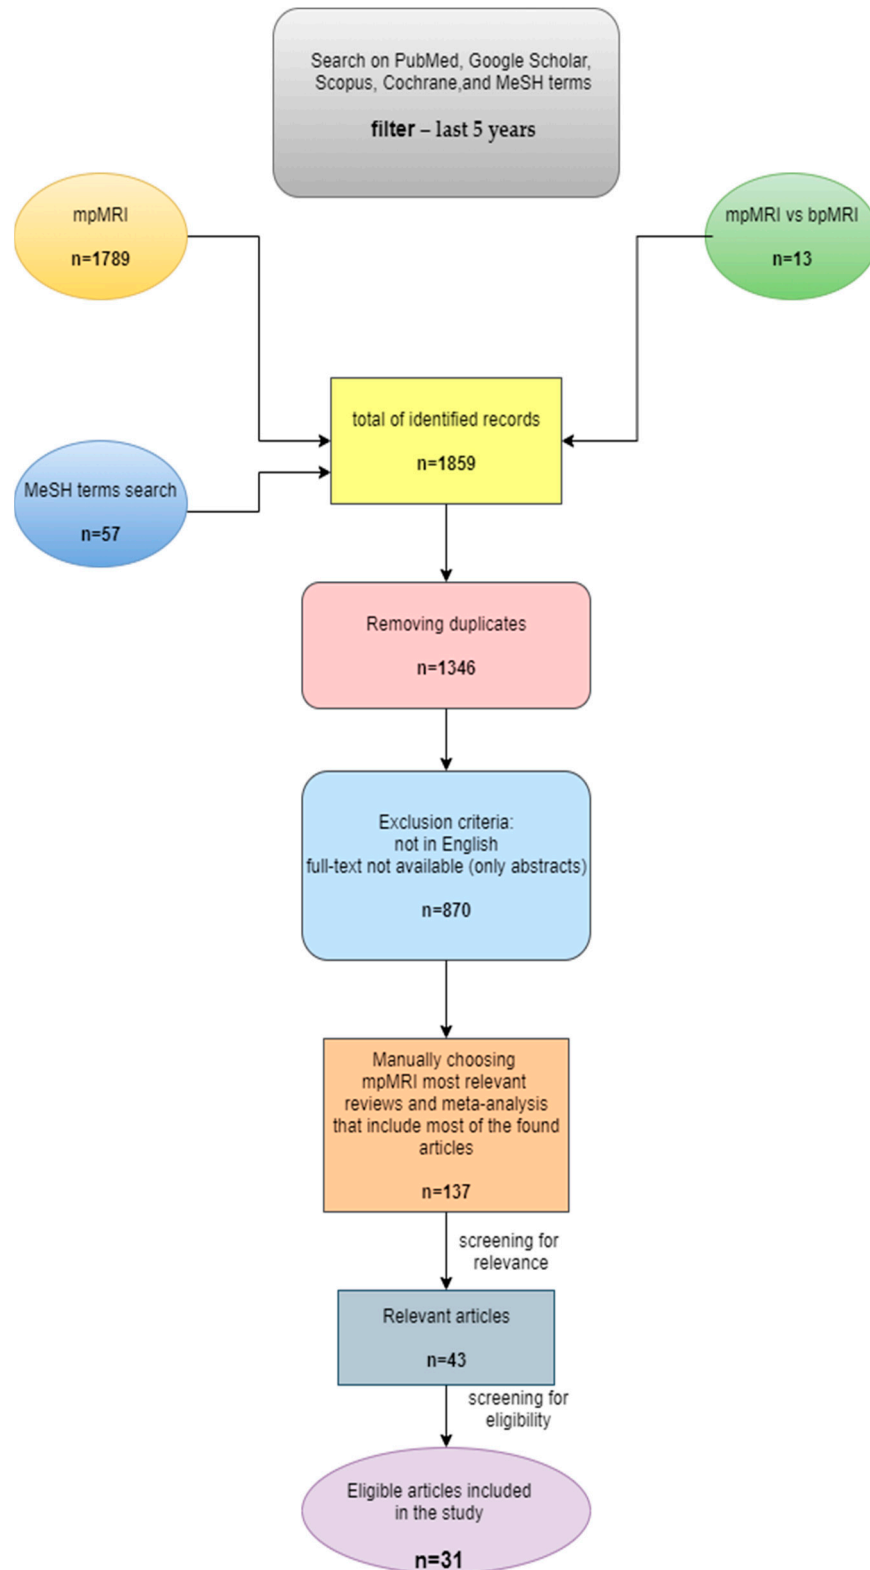 Search on PubMed, Google Scholar,
Scopus, Cochrane,and MeSH terms
filter – last 5 years
mpMRI
n=1789
mpMRI vs bpMRI
n=13
total of identified records
n=1859
MeSH terms search
n=57
Removing duplicates
n=1346
Exclusion criteria:
not in English
full-text not available (only abstracts)
n=870
Manually choosing
mpMRI most relevant
reviews and meta-analysis
that include most of the found
articles
n=137
screening for
relevance
Relevant articles
n=43
screening for
eligibility
Eligible articles included
in the study
n=31